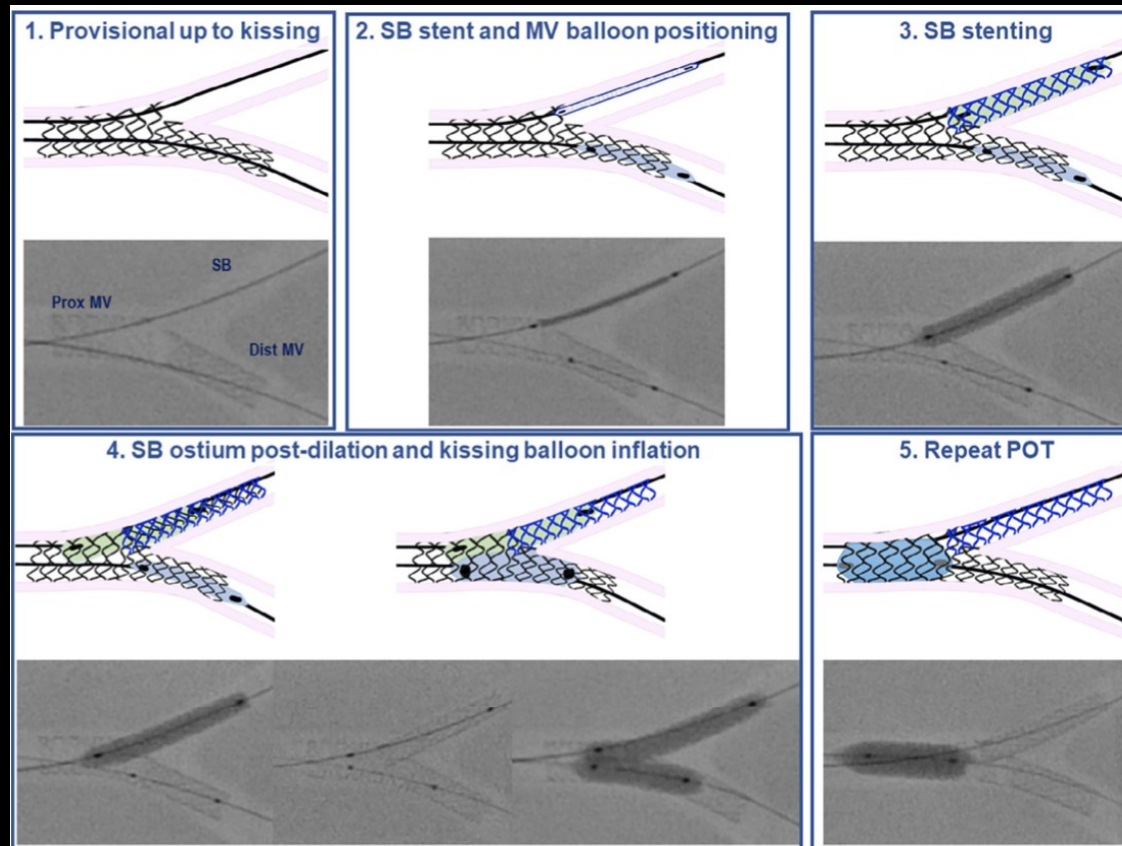 1. Provisional up to kissing
2. SB stent and MV balloon positioning
3. SB stenting
SB
Prox MV
Dist MV
4. SB ostium post-dilation and kissing balloon inflation
5. Repeat POT